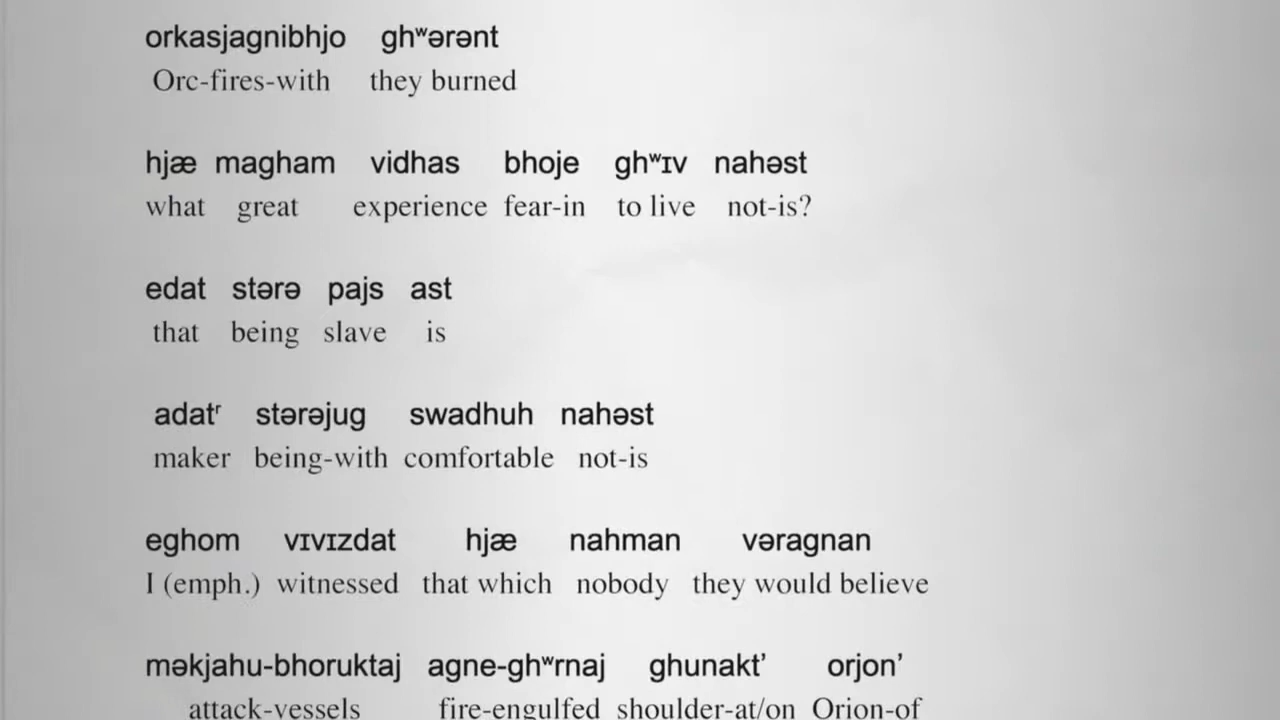 orkasjagnibhjo ghʷərənt
Orc-fires-with they burned
hjæ magham vidhas bhoje ghʷɪv nahəst
what great experience fear-in to live not-is?
edat stərə pajs ast
that being slave is
adatʳ stərəjug swadhuh nahəst
maker being-with comfortable not-is
eghom vɪvɪzdat hjæ nahman vəragnan
I (emph.) witnessed that which nobody they would believe
məkjahu-bhoruktaj agne-ghʷrnaj ghunakt’ orjon’
attack-vessels fire-engulfed shoulder-at/on Orion-of